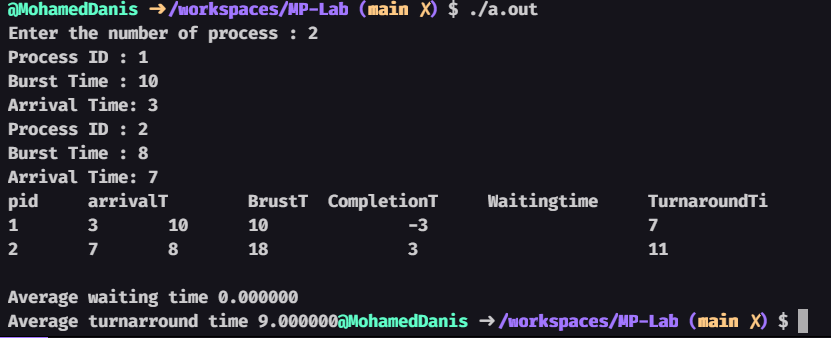 @MohamedDanis ➜/workspaces/MP-Lab (main ✗) $ ./a.out
Enter the number of process : 2
Process ID : 1
Burst Time : 10
Arrival Time: 3
Process ID : 2
Burst Time : 8
Arrival Time: 7
pid arrivalT BrustT CompletionT Waitingtime TurnaroundTi
1 3 10 10 -3 7
2 7 8 18 3 11
Average waiting time 0.000000
Average turnarround time 9.000000@MohamedDanis ➜/workspaces/MP-Lab (main ✗) $